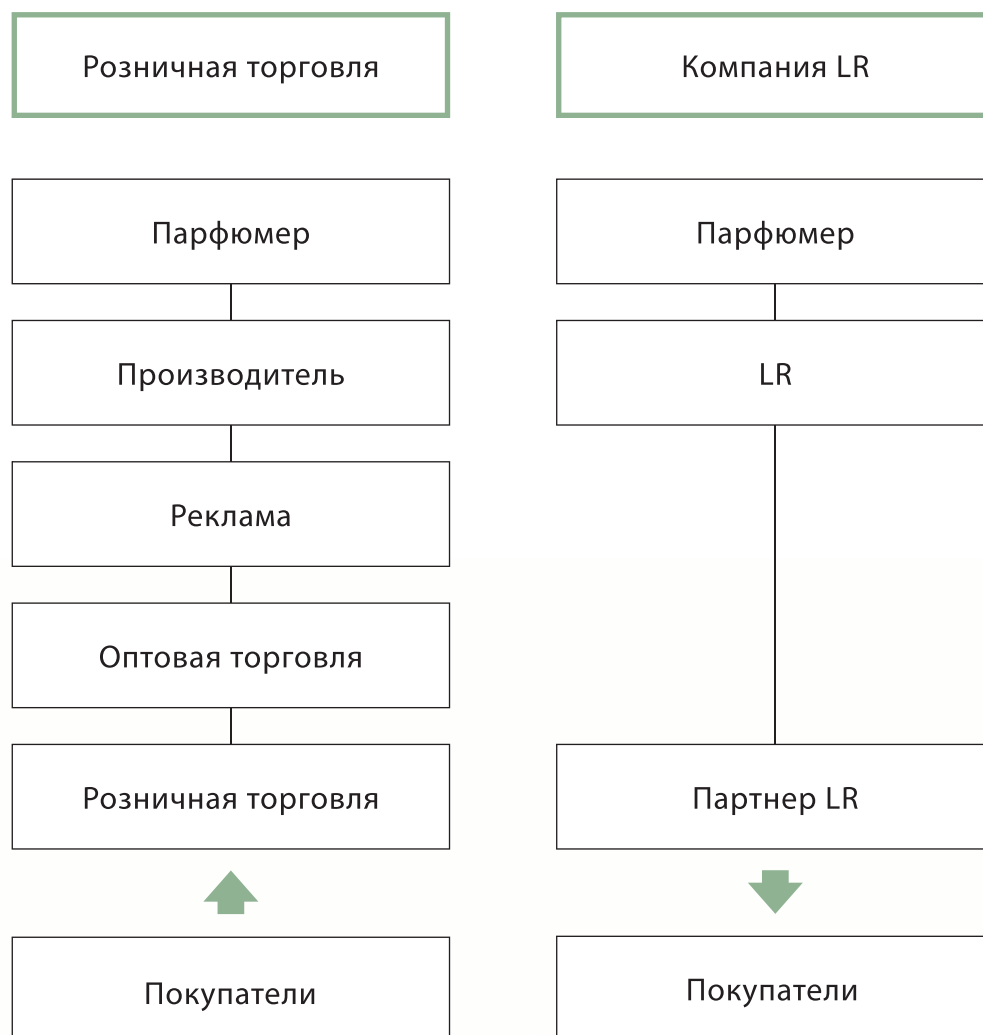 Розничная торговля
Парфюмер
Производитель
Реклама
Оптовая торговля
Розничная торговля
Покупатели
Компания LR
Парфюмер
LR
Партнер LR
Покупатели